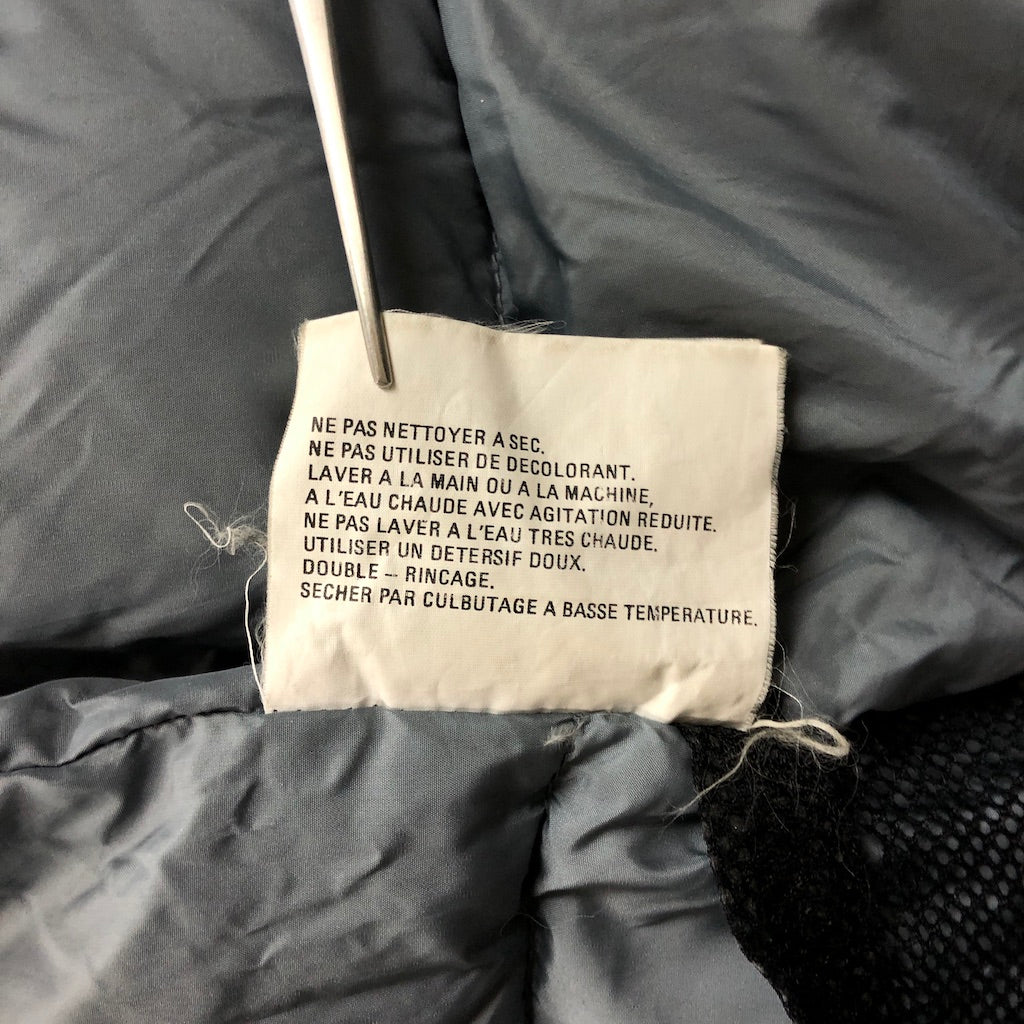 NE PAS NETTOYER A SEC.
NE PAS UTILISER DE DECOLORANT.
LAVER A LA MAIN OU A LA MACHINE,
A L'EAU CHAUDE AVEC AGITATION REDUITE.
NE PAS LAVER A L'EAU TRES CHAUDE.
UTILISER UN DETERSIF DOUX.
DOUBLE – RINCAGE.
SECHER PAR CULBUTAGE A BASSE TEMPERATURE.